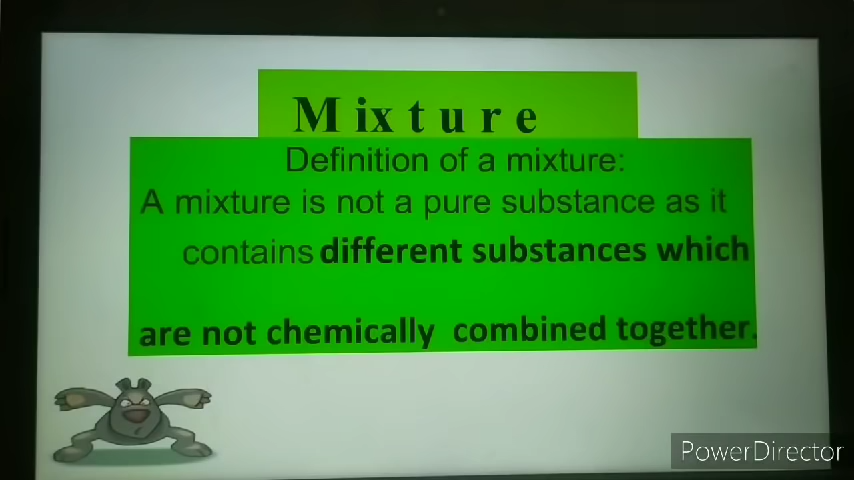 Mixture
Definition of a mixture:
A mixture is not a pure substance as it
contains different substances which
are not chemically combined together.
PowerDirector